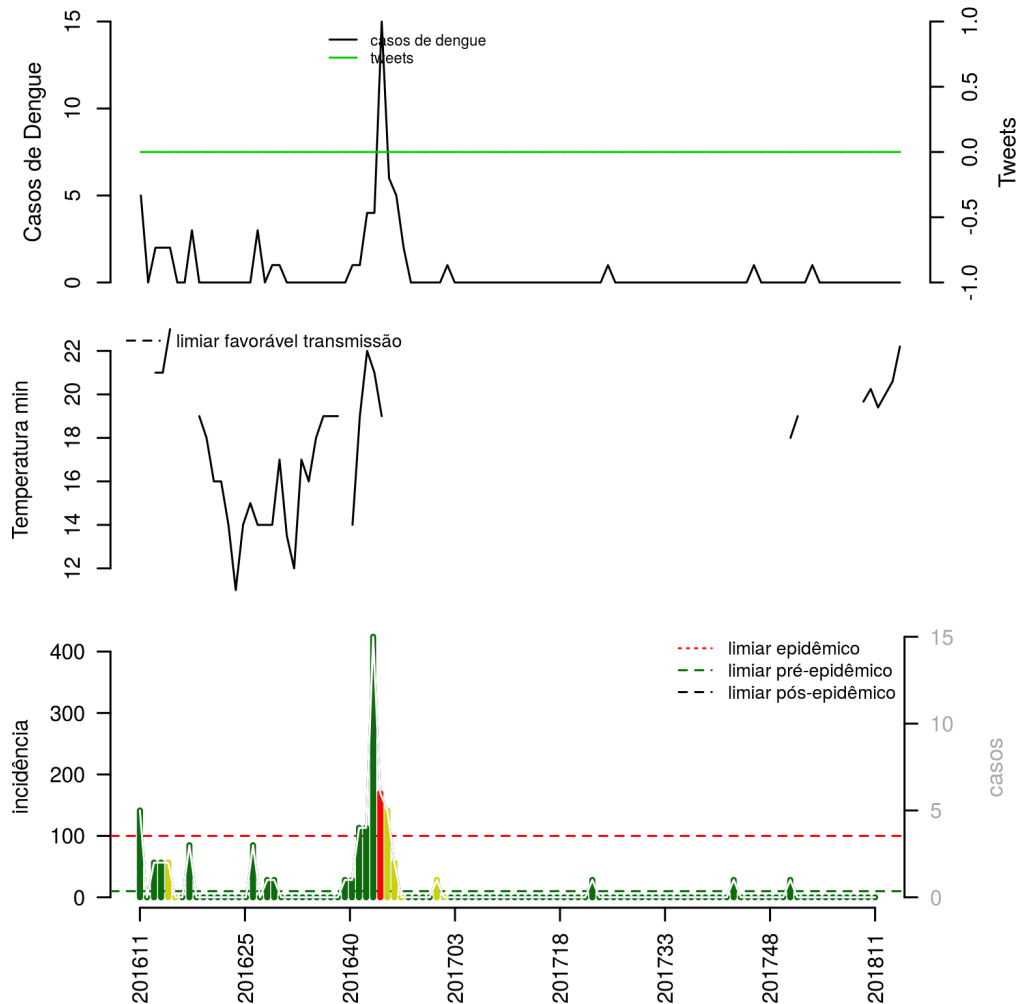 casos de dengue
tweets
Casos de Dengue
15
10
5
0
Tweets
1.0
0.5
0.0
-0.5
-1.0
limiar favorável transmissão
Temperatura min
22
20
18
16
14
12
limiar epidêmico
limiar pré-epidêmico
limiar pós-epidêmico
incidência
400
300
200
100
0
casos
15
10
5
0
201611
201625
201640
201703
201718
201733
201748
201811